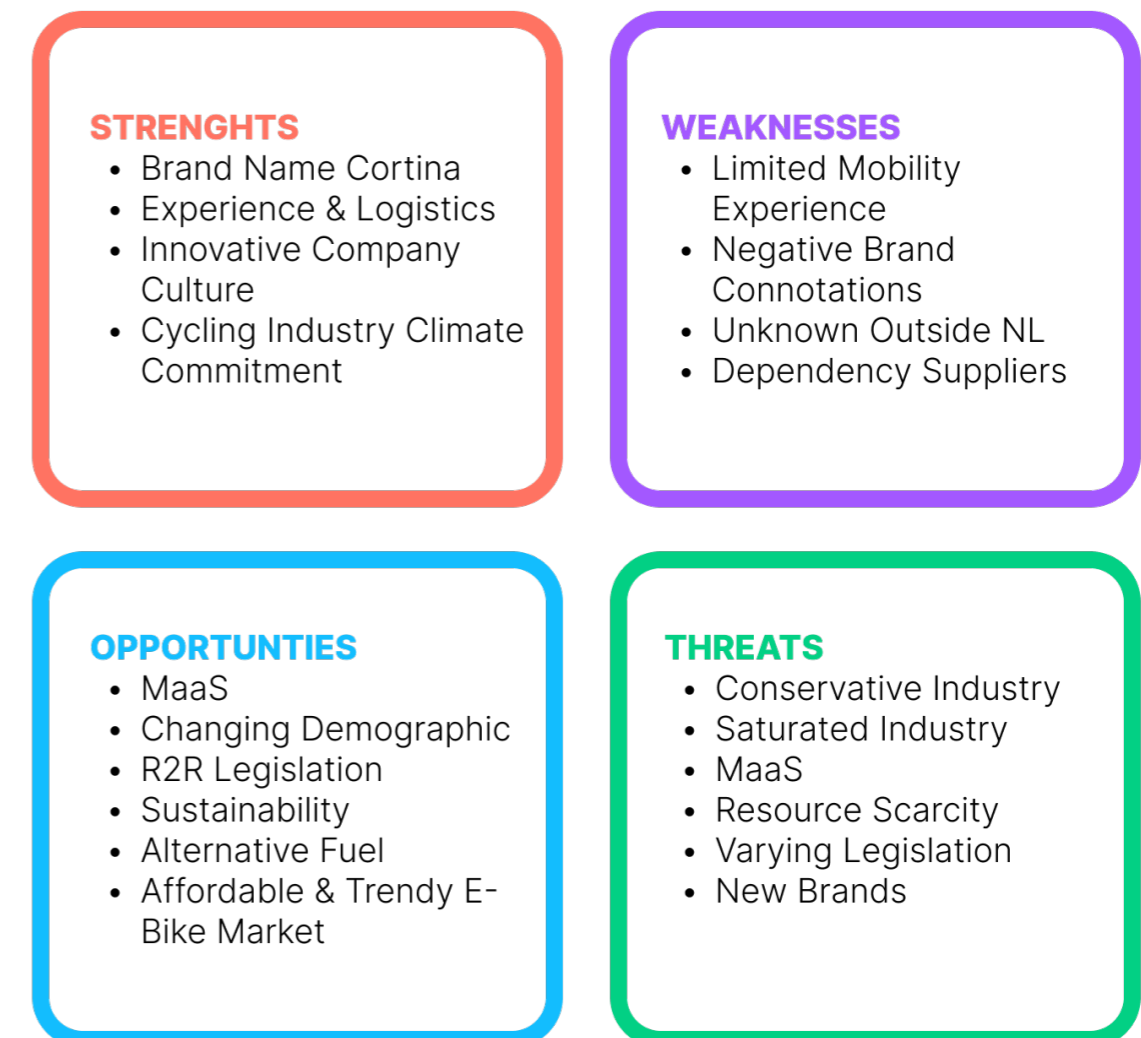 STRENGHTS
• Brand Name Cortina
• Experience & Logistics
• Innovative Company
Culture
• Cycling Industry Climate
Commitment
WEAKNESSES
• Limited Mobility
Experience
• Negative Brand
Connotations
• Unknown Outside NL
• Dependency Suppliers
OPPORTUNTIES
• MaaS
• Changing Demographic
• R2R Legislation
• Sustainability
• Alternative Fuel
• Affordable & Trendy E-
Bike Market
THREATS
• Conservative Industry
• Saturated Industry
• MaaS
• Resource Scarcity
• Varying Legislation
• New Brands